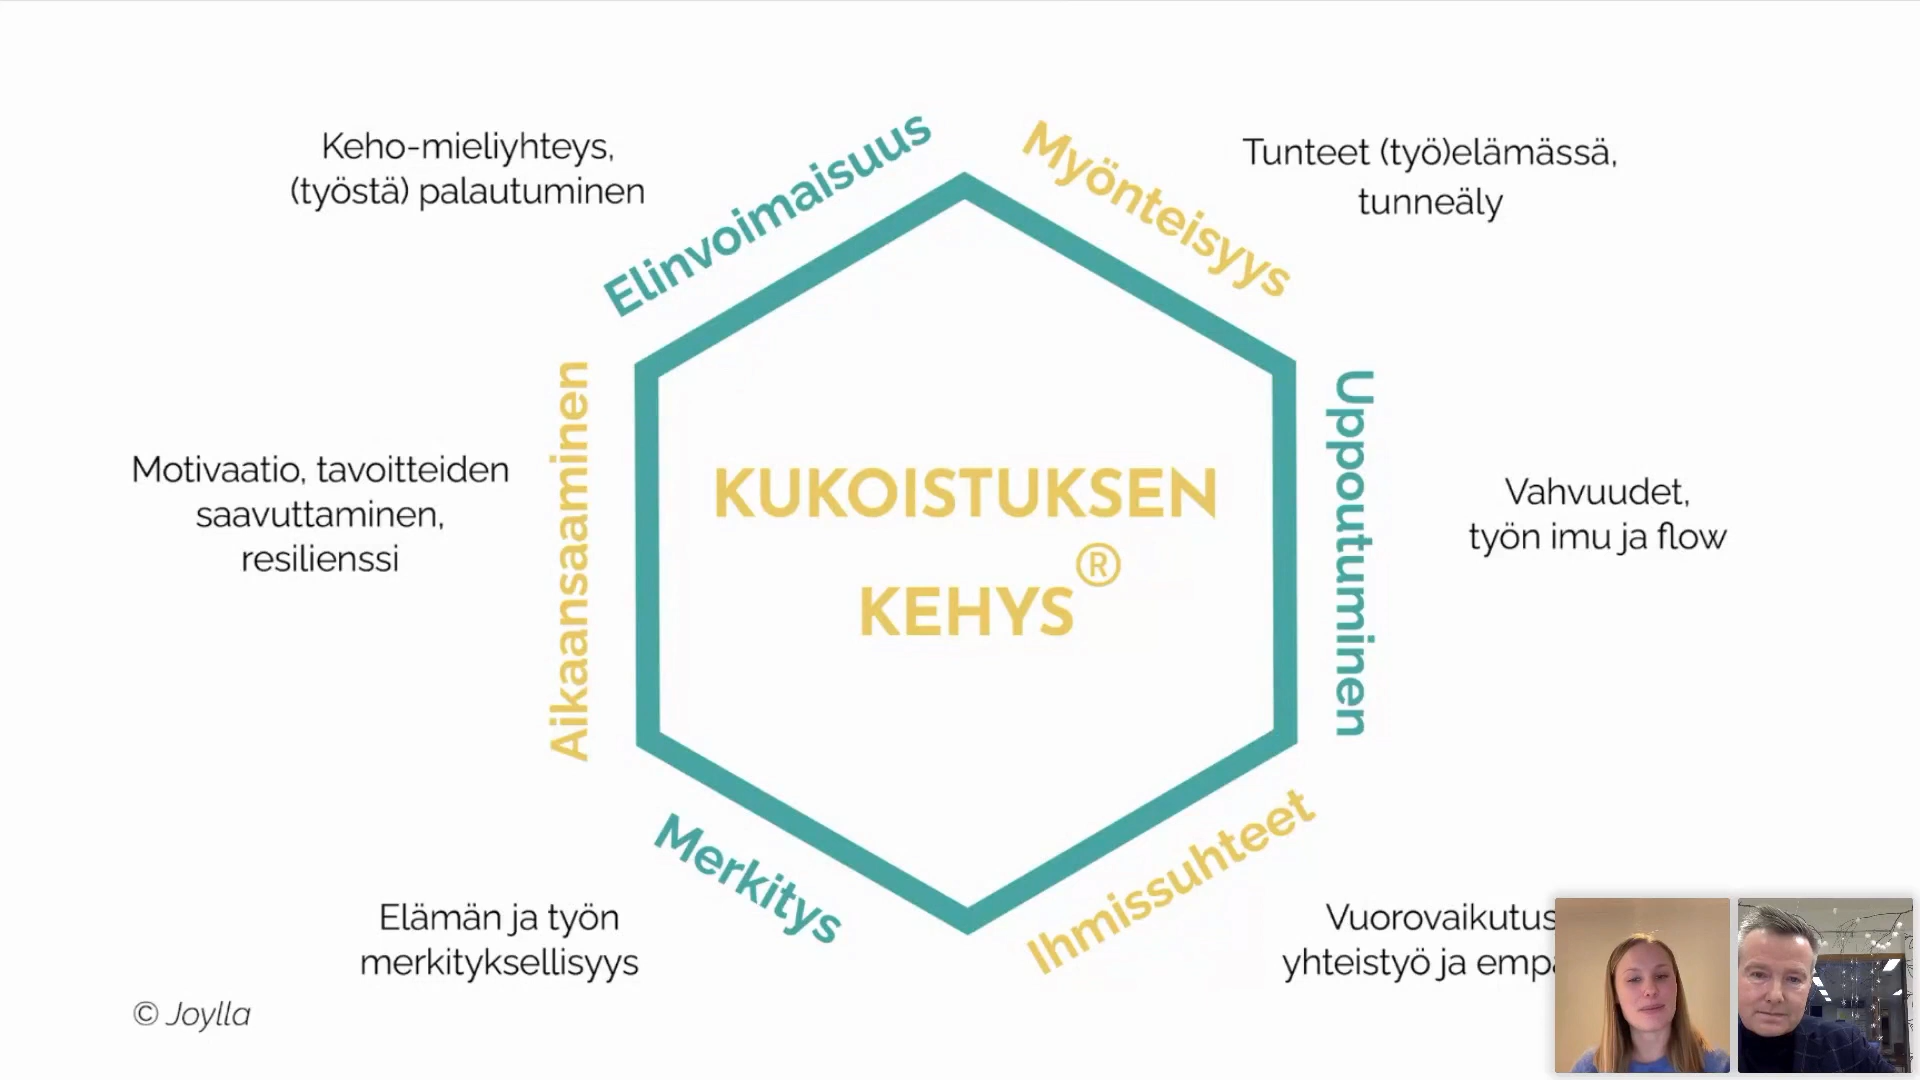 Keho-mieliyhteys,
(työstä) palautuminen
Elinvoimaisuus
Myönteisyys
Tunteet (työ)elämässä,
tunneäly
Motivaatio, tavoitteiden
saavuttaminen,
resilienssi
Aikaansaaminen
KUKOISTUKSEN
KEHYS®
Uppoutuminen
Vahvuudet,
työn imu ja flow
Elämän ja työn
merkityksellisyys
Merkitys
Ihmissuhteet
Vuorovaikutus
yhteistyö ja
© Joylla